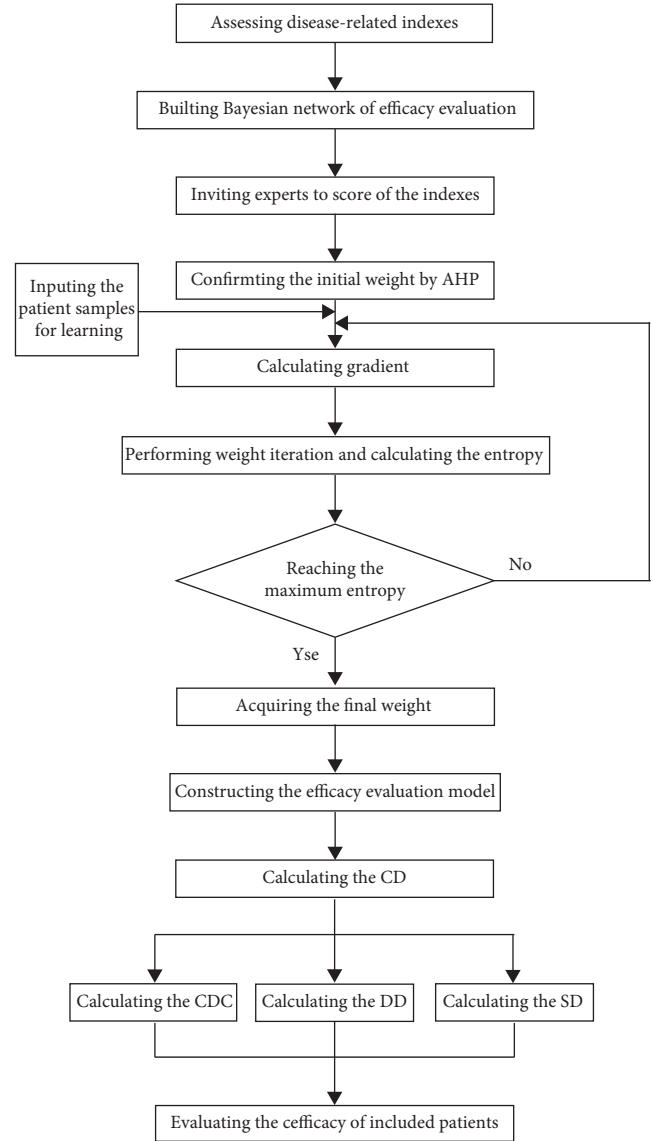 Assessing disease-related indexes
Builting Bayesian network of efficacy evaluation
Inviting experts to score of the indexes
Inputing the
patient samples
for learning
Confirmting the initial weight by AHP
Calculating gradient
Performing weight iteration and calculating the entropy
Reaching the
maximum entropy
No
Yse
Acquiring the final weight
Constructing the efficacy evaluation model
Calculating the CD
Calculating the CDC
Calculating the DD
Calculating the SD
Evaluating the cefficacy of included patients